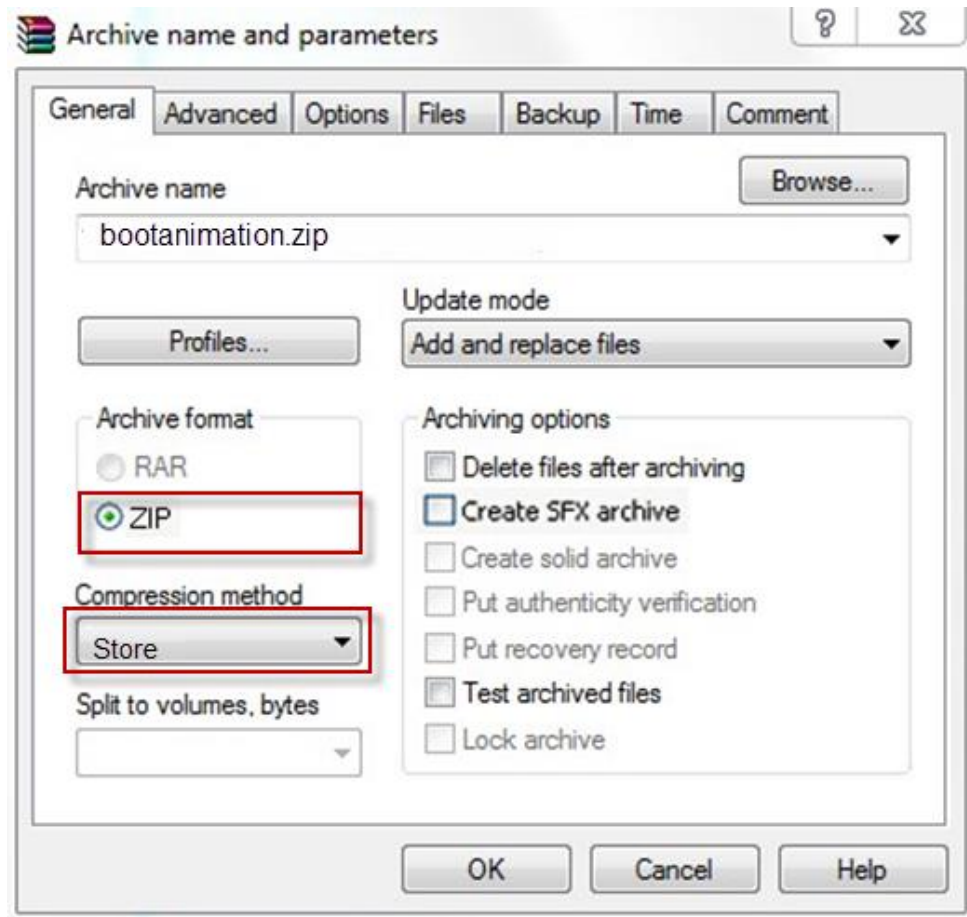 Archive name and parameters
General Advanced Options Files Backup Time Comment
Archive name
Browse...
bootanimation.zip
Update mode
Profiles...
Add and replace files
Archive format
RAR
ZIP
Compression method
Store
Split to volumes, bytes
Archiving options
Delete files after archiving
Create SFX archive
Create solid archive
Put authenticity verification
Put recovery record
Test archived files
Lock archive
OK Cancel Help